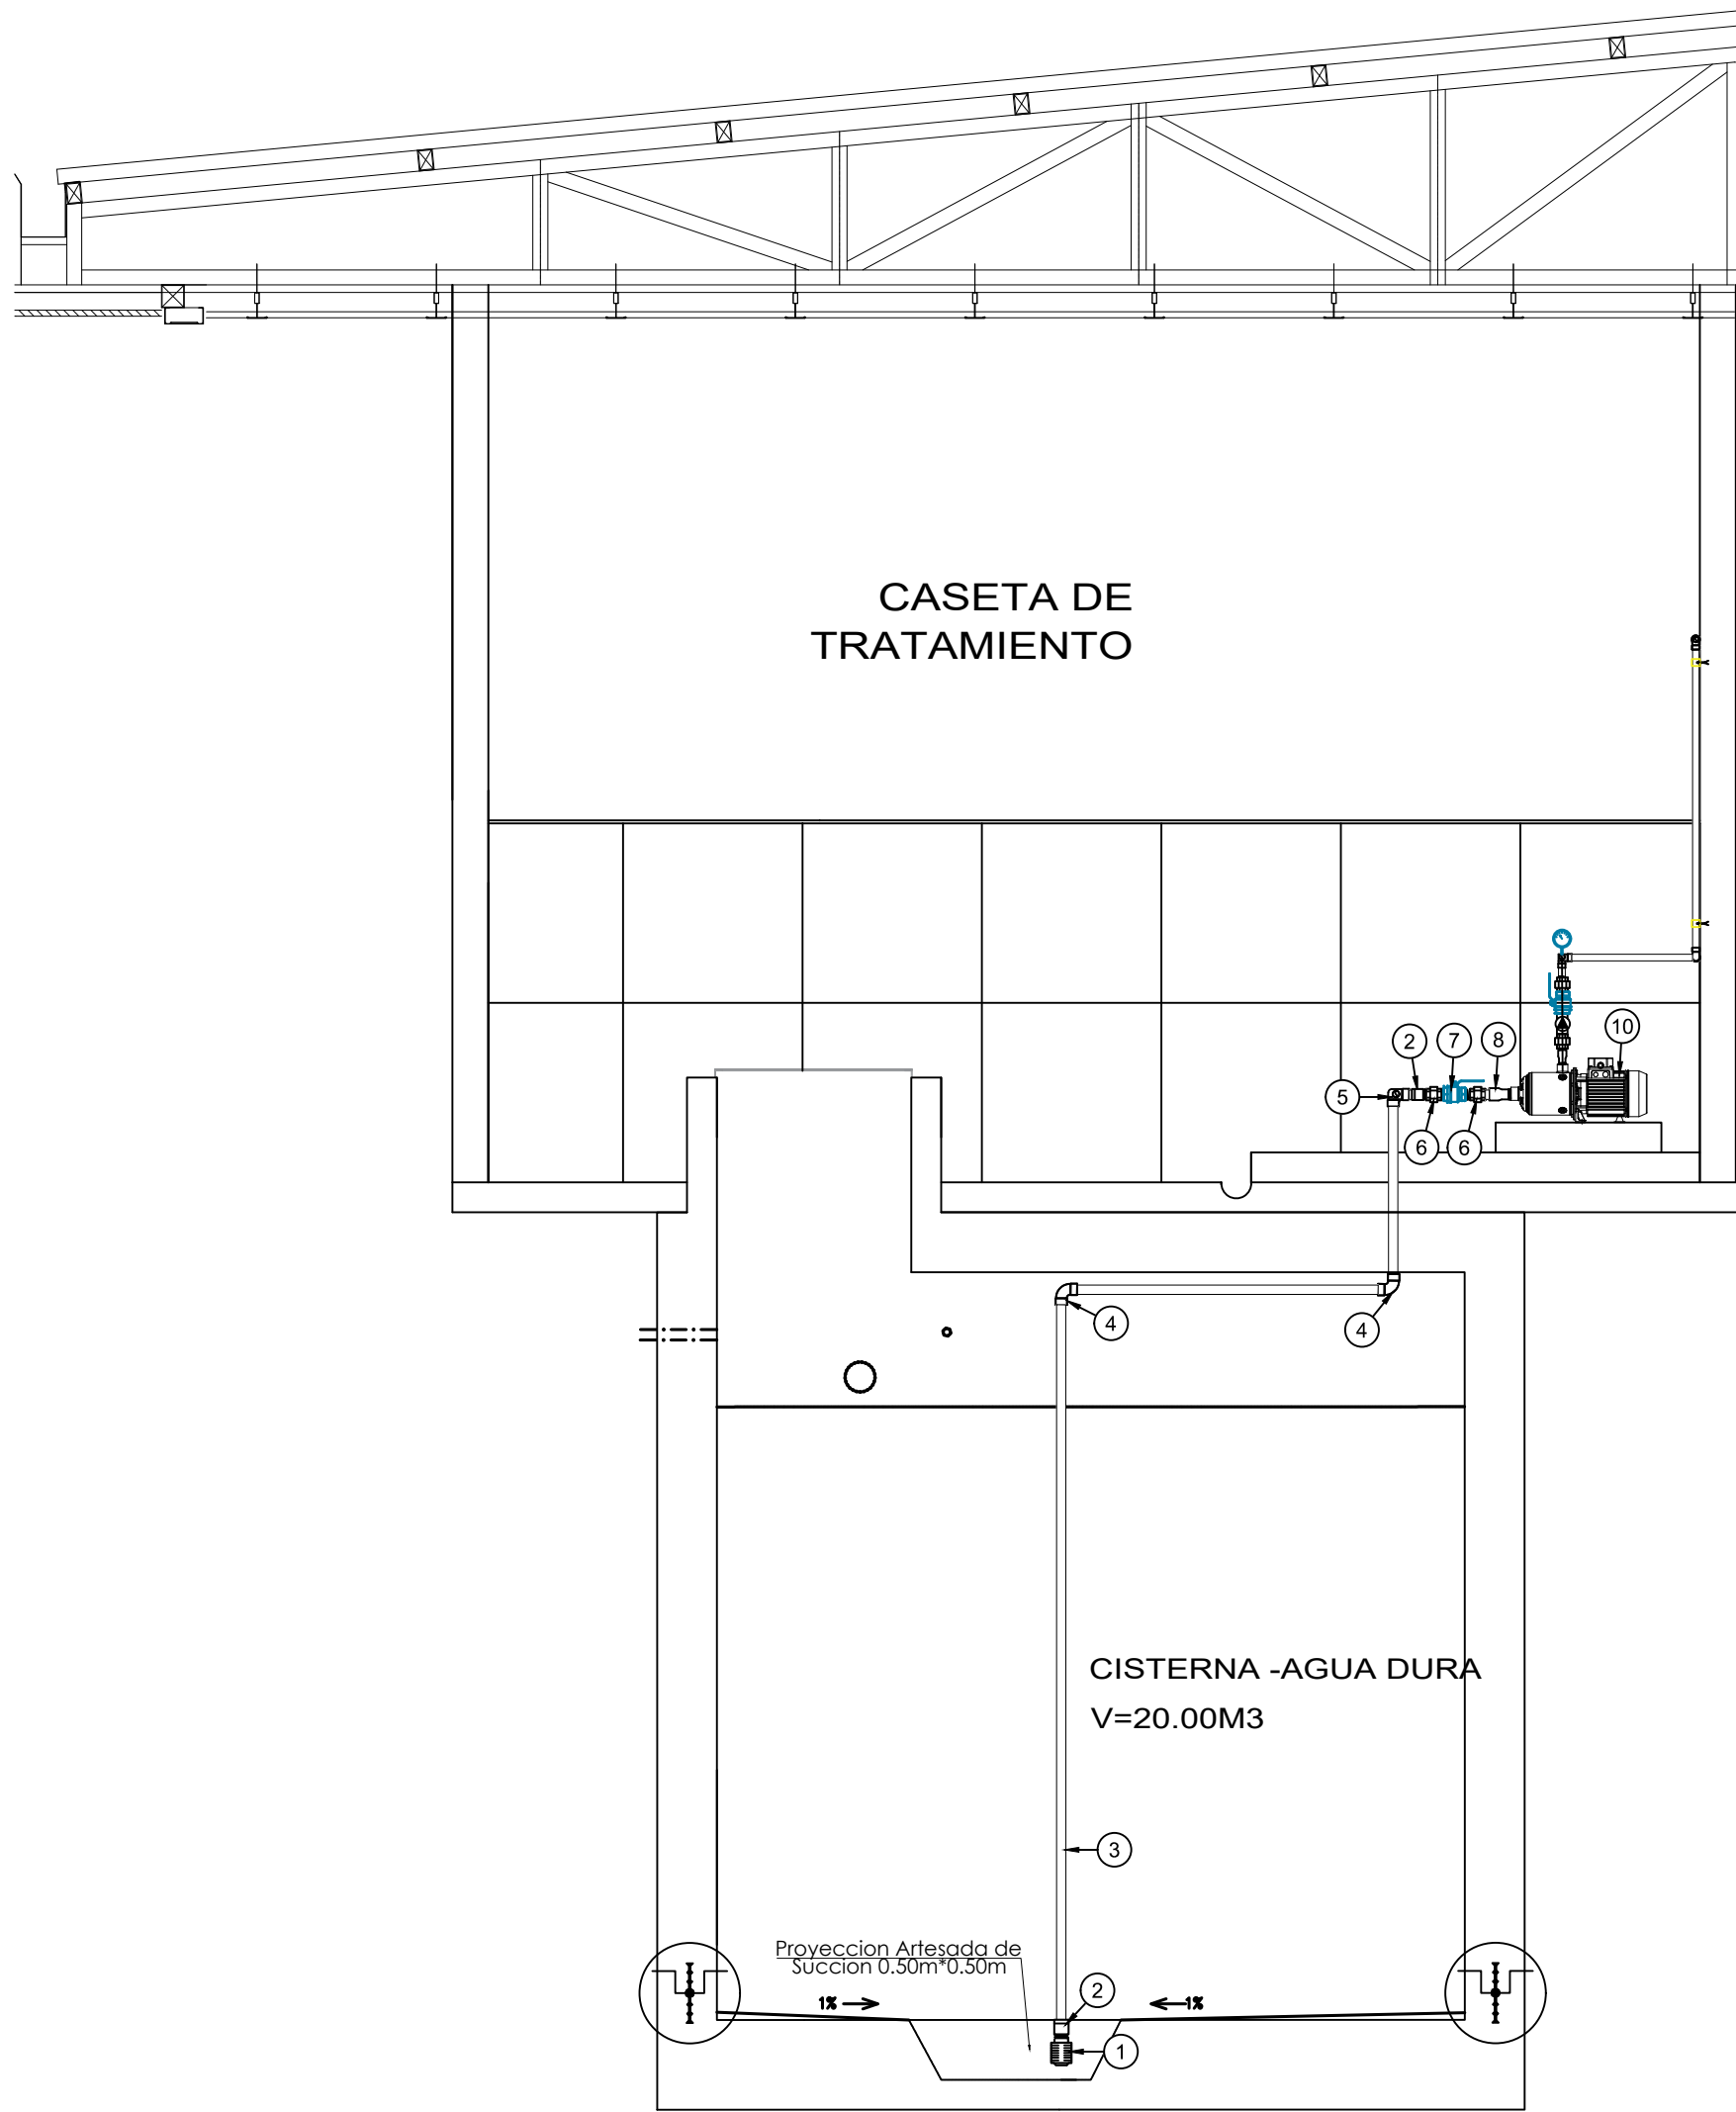 CASETA DE
TRATAMIENTO
10
2
7
8
5
6
6
4
4
CISTERNA -AGUA DURA
V=20.00M3
3
Proyeccion Artesada de
Succion 0.50m*0.50m
2
1%
1%
1